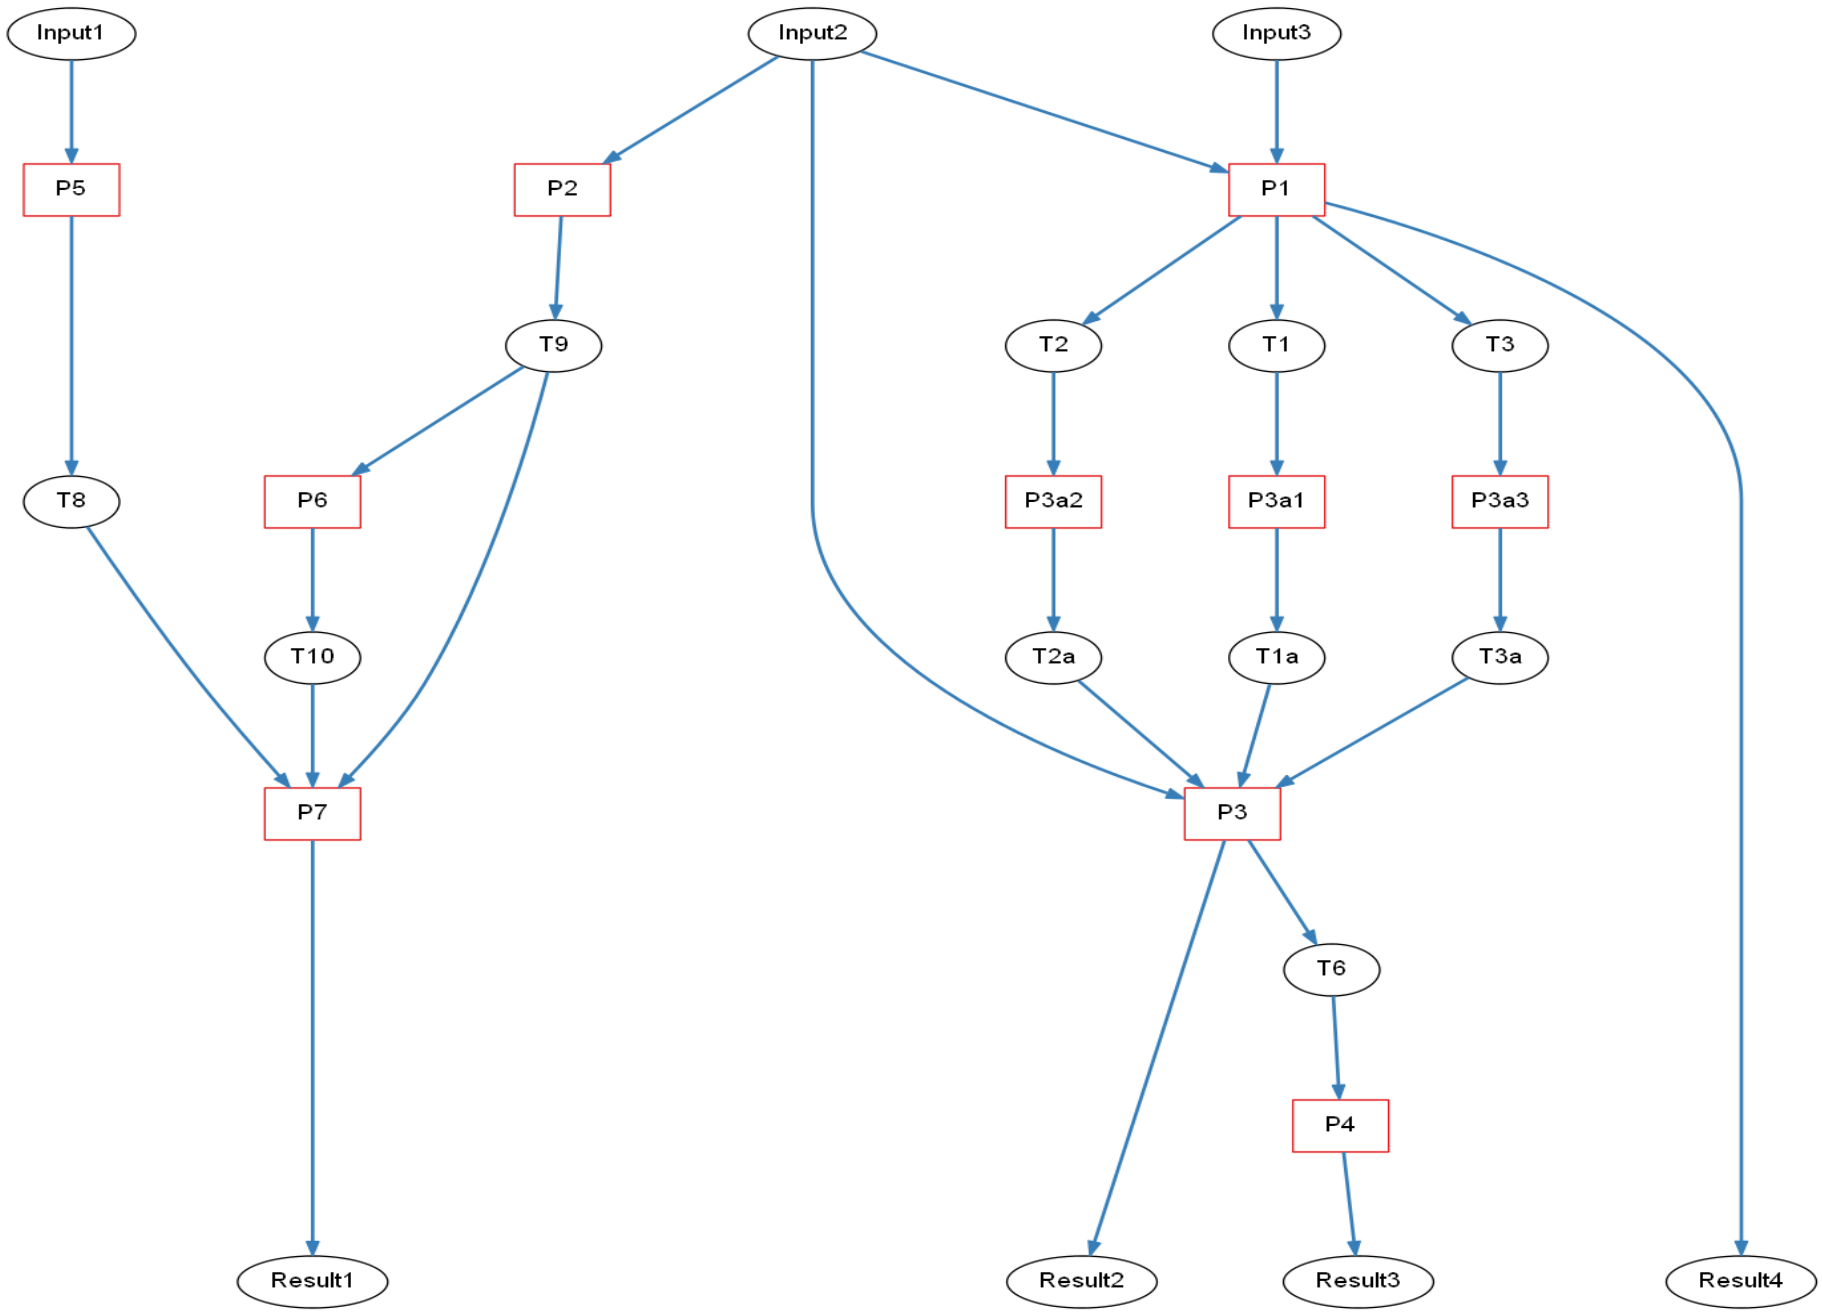 Input1
Input2
Input3
P5
P2
P1
T9
T2
T1
T3
T8
P6
P3a2
P3a1
P3a3
T10
T2a
T1a
T3a
P7
P3
T6
P4
Result1
Result2
Result3
Result4